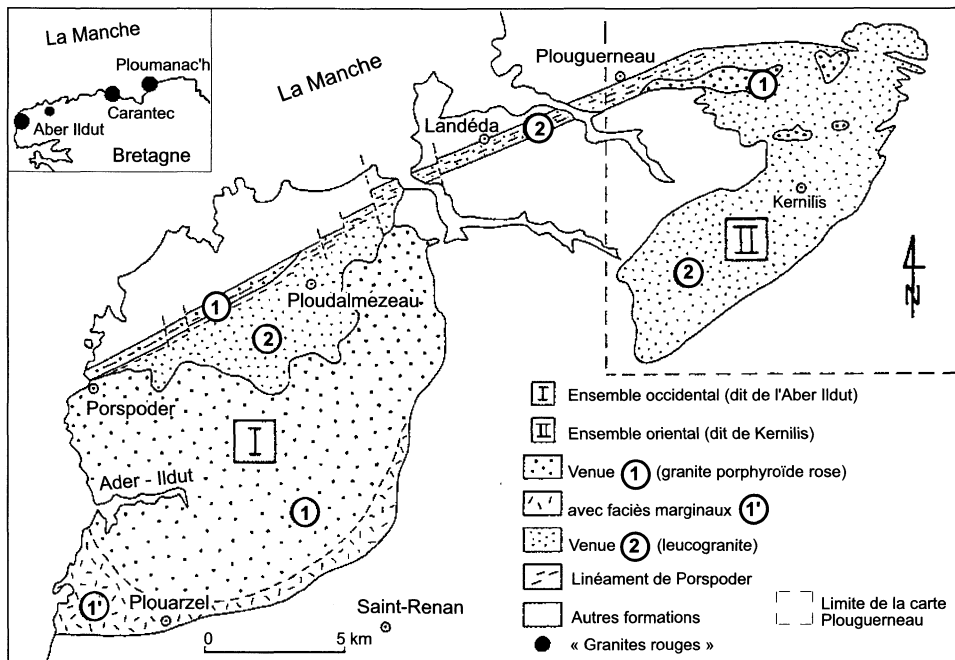 La Manche
Ploumanac'h
Carantec
Aber Ildut
Bretagne
La Manche
Plouguerneau
1
Landéda
2
Kernilis
II
2
N
Ploudalmezeau
1
2
Porspoder
I
Ader - Ildut
1
1'
Plouarzel
Saint-Renan
0 5 km
I Ensemble occidental (dit de l'Aber Ildut)
II Ensemble oriental (dit de Kernilis)
Venue 1 (granite porphyroïde rose)
avec faciès marginaux 1'
Venue 2 (leucogranite)
Linéament de Porspoder
Autres formations
Limite de la carte
Plouguerneau
« Granites rouges »